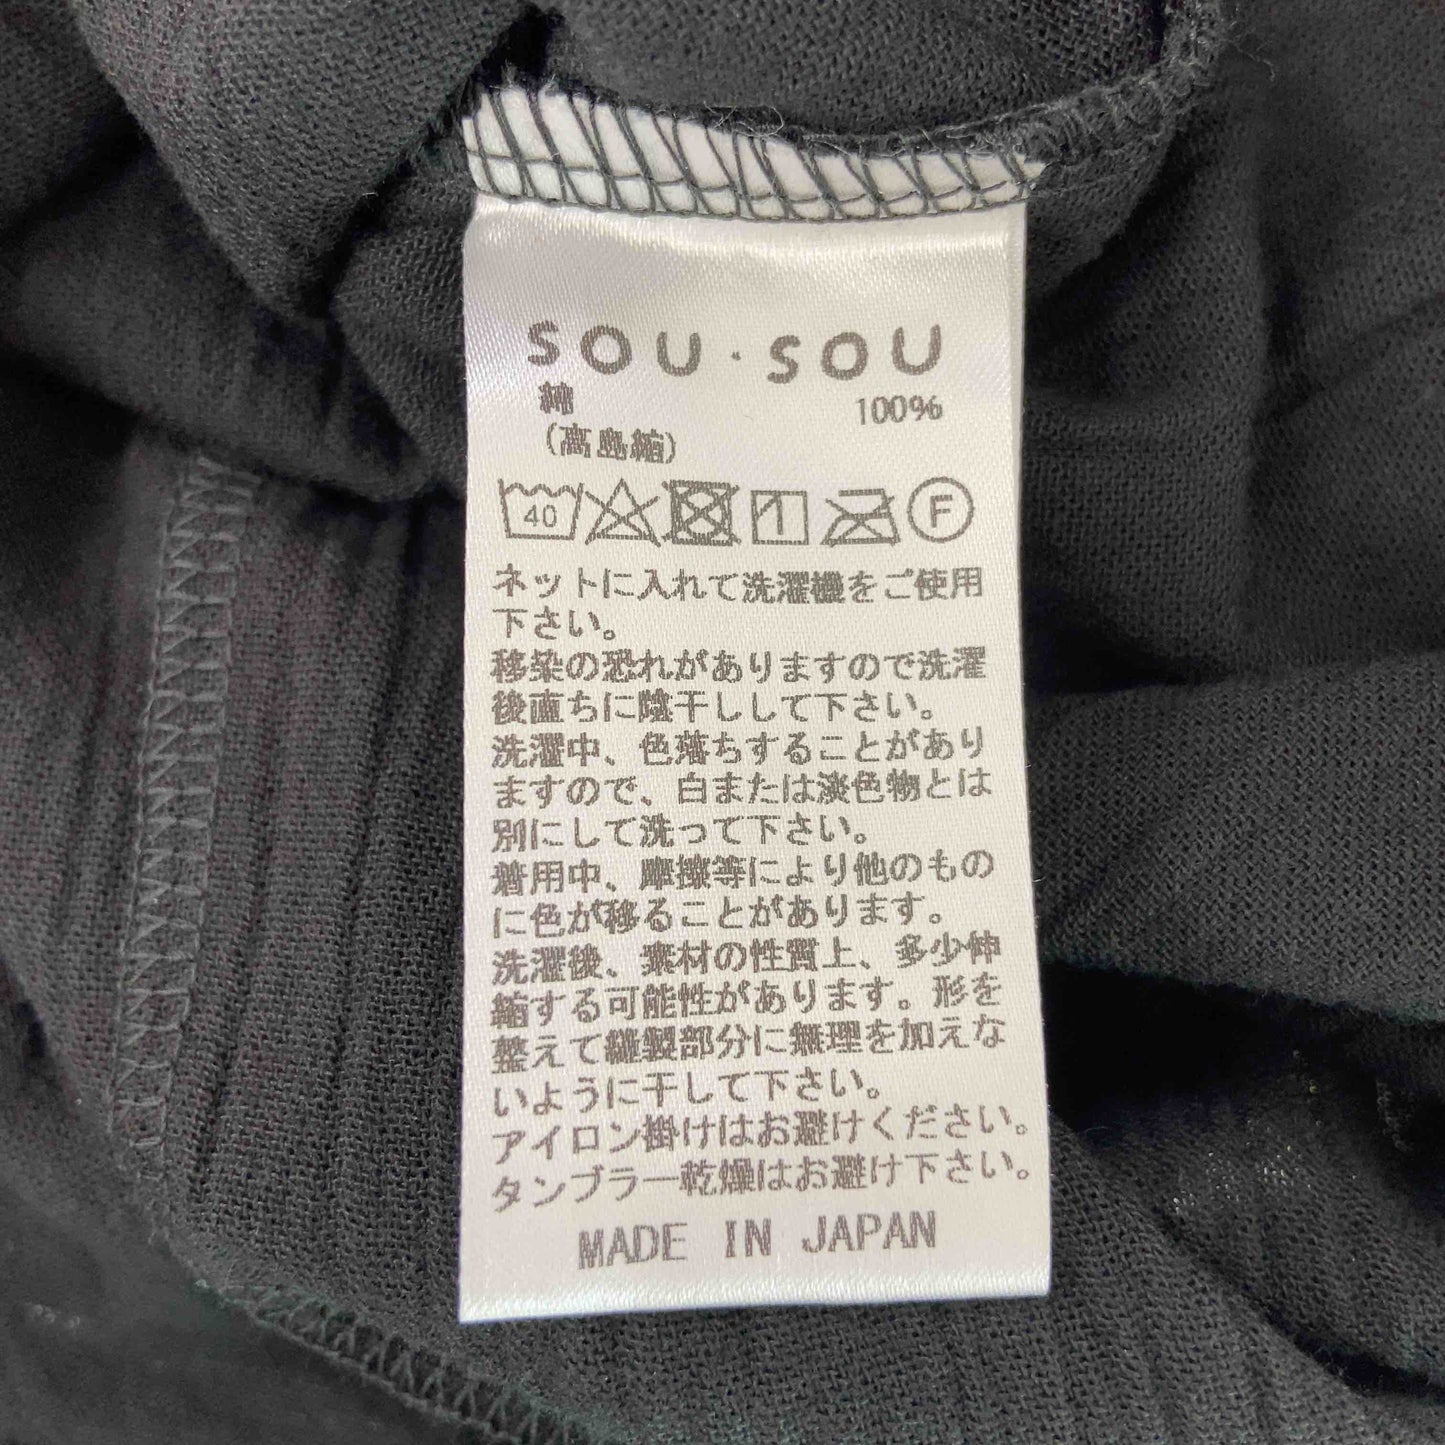 SOU・SOU
綿 100%
(高島縮)
40 1 F
ネットに入れて洗濯機をご使用
下さい。
移染の恐れがありますので洗濯
後直ちに陰干しして下さい。
洗濯中、色落ちすることがあり
ますので、白または淡色物とは
別にして洗って下さい。
着用中、摩擦等により他のもの
に色が移ることがあります。
洗濯後、素材の性質上、多少伸
縮する可能性があります。形を
整えて縫製部分に無理を加えな
いように干して下さい。
アイロン掛けはお避けください。
タンブラー乾燥はお避け下さい。
MADE IN JAPAN